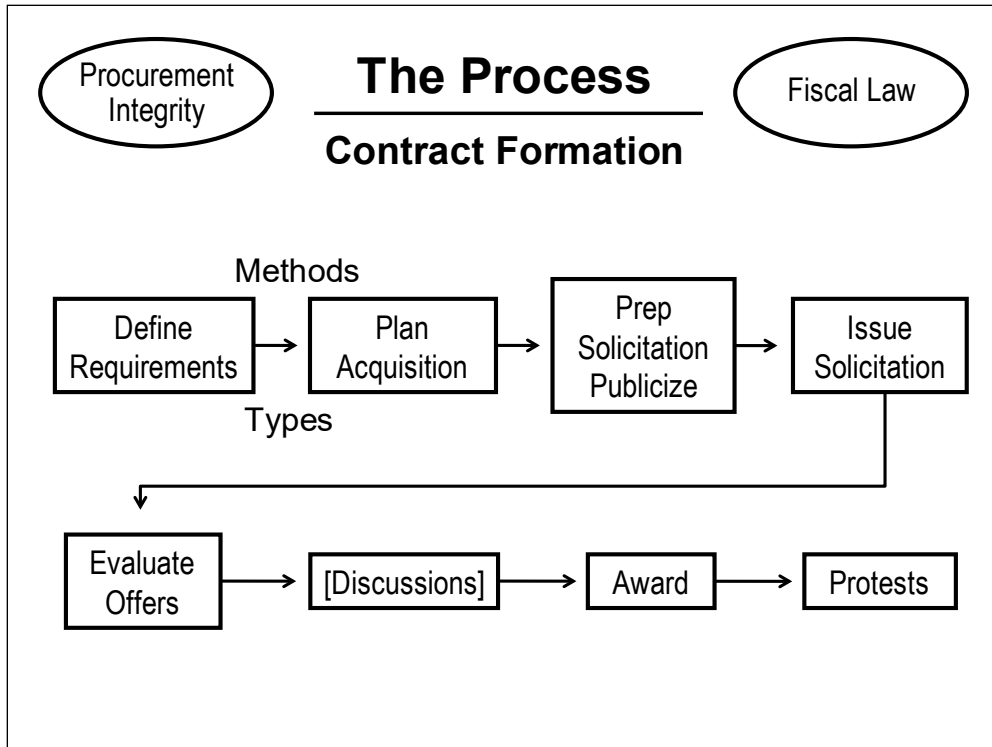 Procurement
Integrity
The Process
Contract Formation
Fiscal Law
Methods
Define
Requirements
Plan
Acquisition
Prep
Solicitation
Publicize
Issue
Solicitation
Types
Evaluate
Offers
[Discussions]
Award
Protests